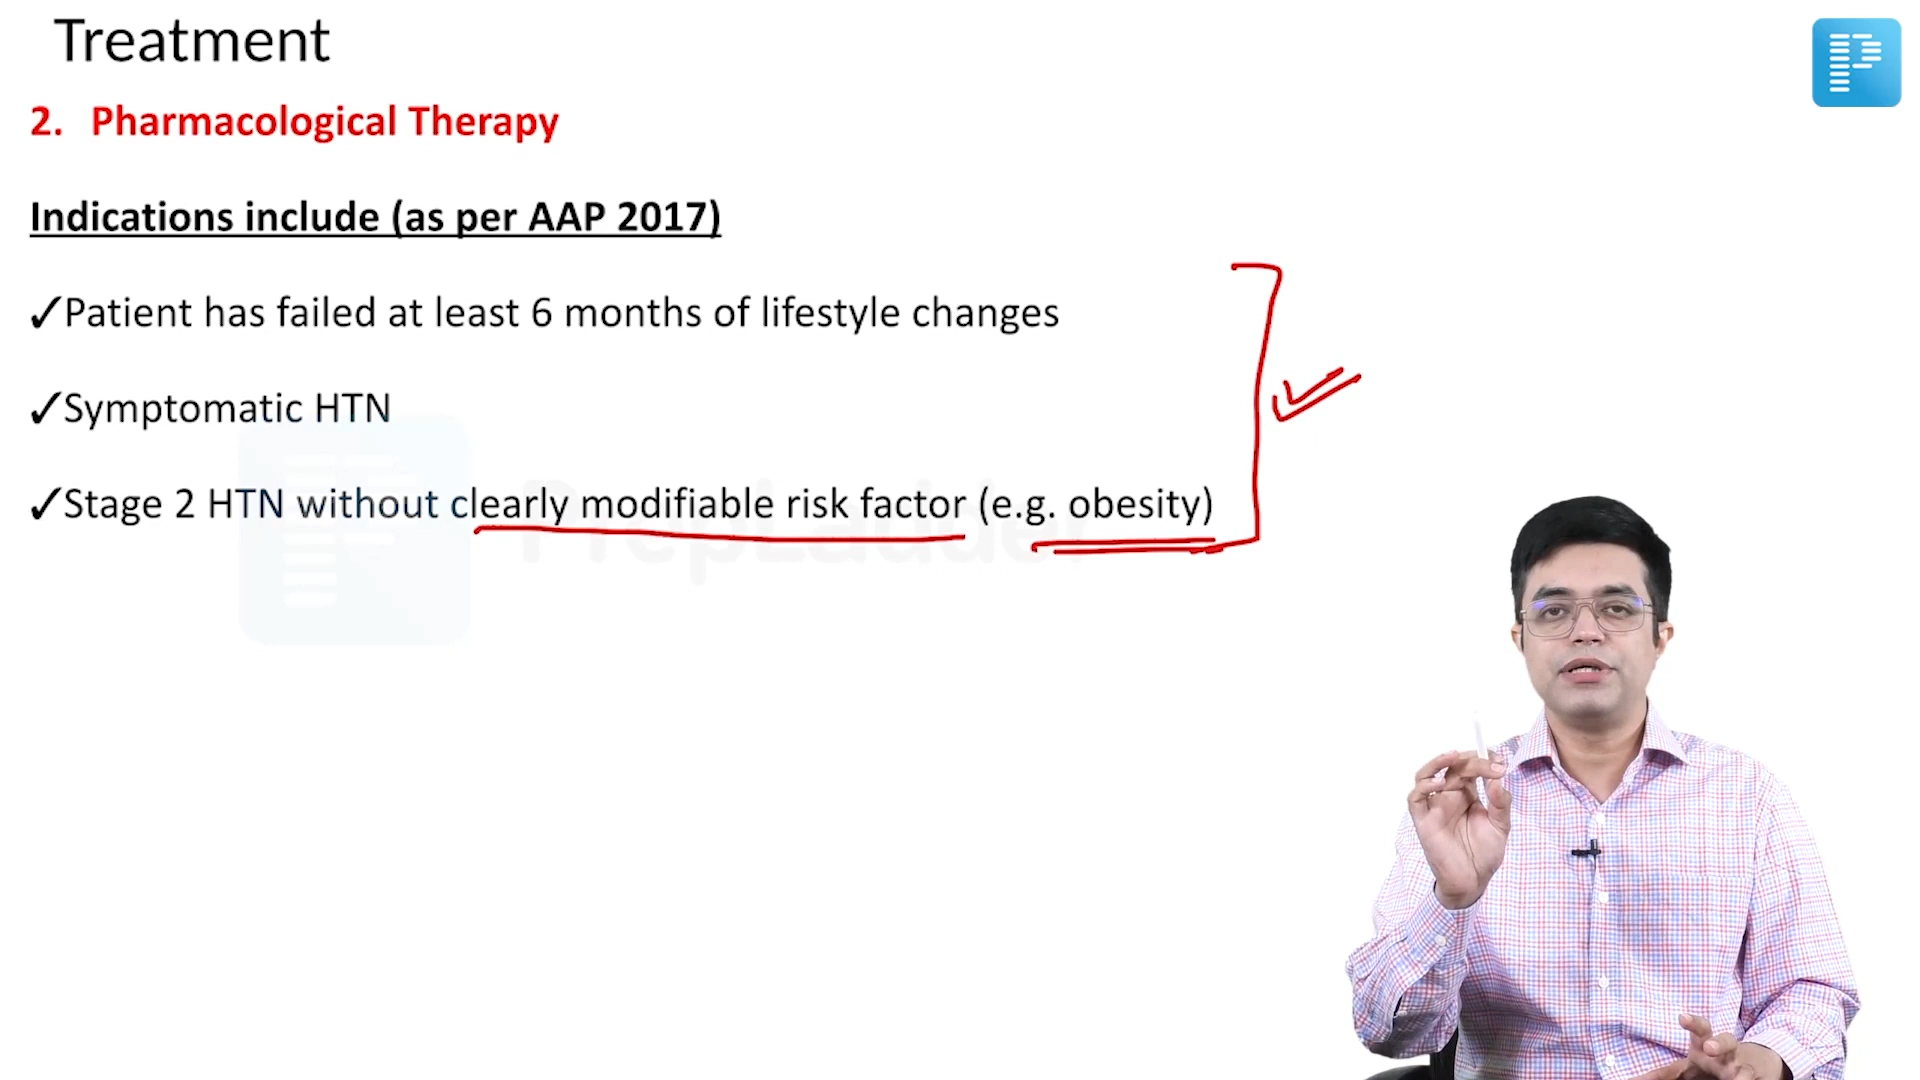 Treatment
2. Pharmacological Therapy
Indications include (as per AAP 2017)
✓Patient has failed at least 6 months of lifestyle changes
✓Symptomatic HTN
✓Stage 2 HTN without clearly modifiable risk factor (e.g. obesity)
PrepLadder